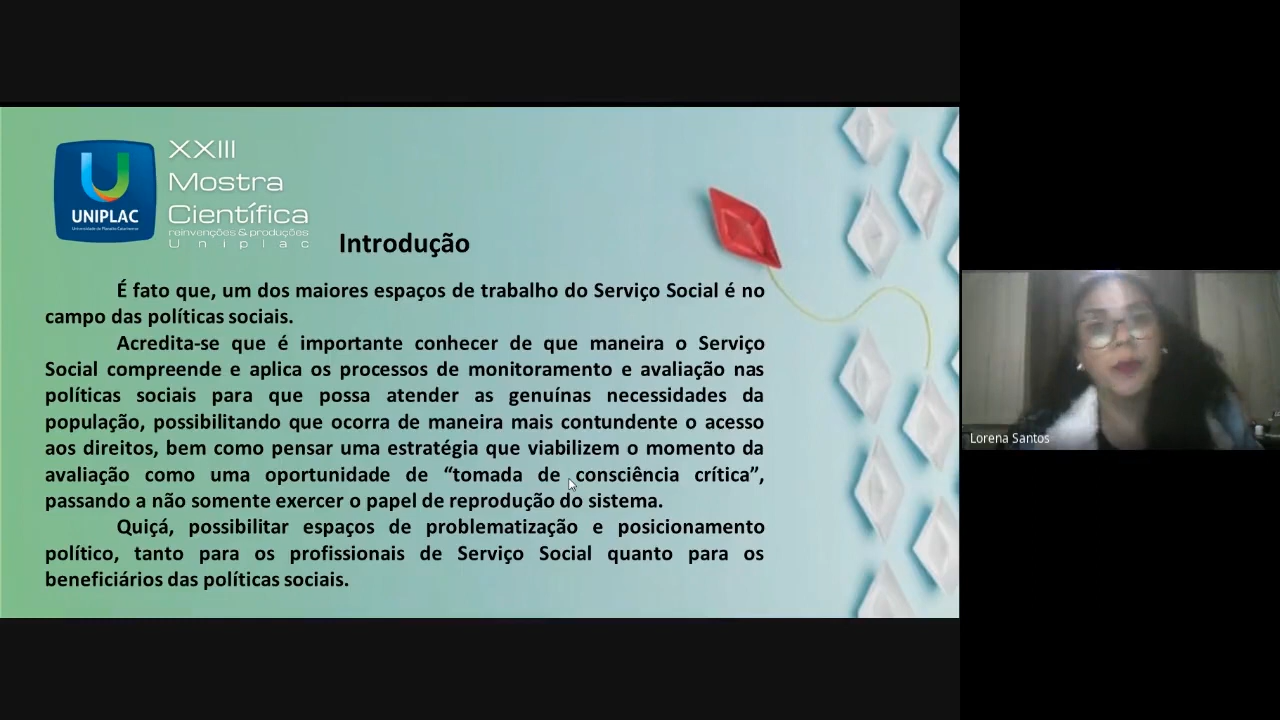 XXIII
Mostra
Científica
reinvenções & produções
Uniplac
UNIPLAC
Universidade do Planalto Catarinense
Introdução
É fato que, um dos maiores espaços de trabalho do Serviço Social é no
campo das políticas sociais.
Acredita-se que é importante conhecer de que maneira o Serviço
Social compreende e aplica os processos de monitoramento e avaliação nas
políticas sociais para que possa atender as genuínas necessidades da
população, possibilitando que ocorra de maneira mais contundente o acesso
aos direitos, bem como pensar uma estratégia que viabilizem o momento da
avaliação como uma oportunidade de “tomada de consciência crítica”,
passando a não somente exercer o papel de reprodução do sistema.
Quiçá, possibilitar espaços de problematização e posicionamento
político, tanto para os profissionais de Serviço Social quanto para os
beneficiários das políticas sociais.
Lorena Santos